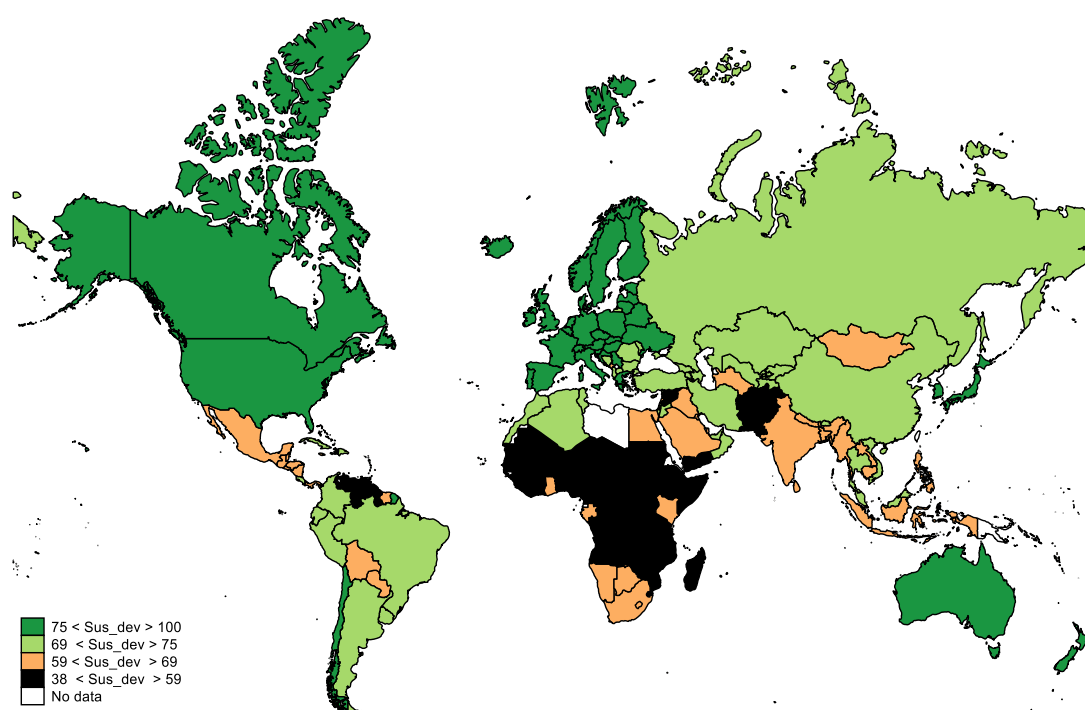 75 < Sus_dev > 100
69 < Sus_dev > 75
59 < Sus_dev > 69
38 < Sus_dev > 59
No data